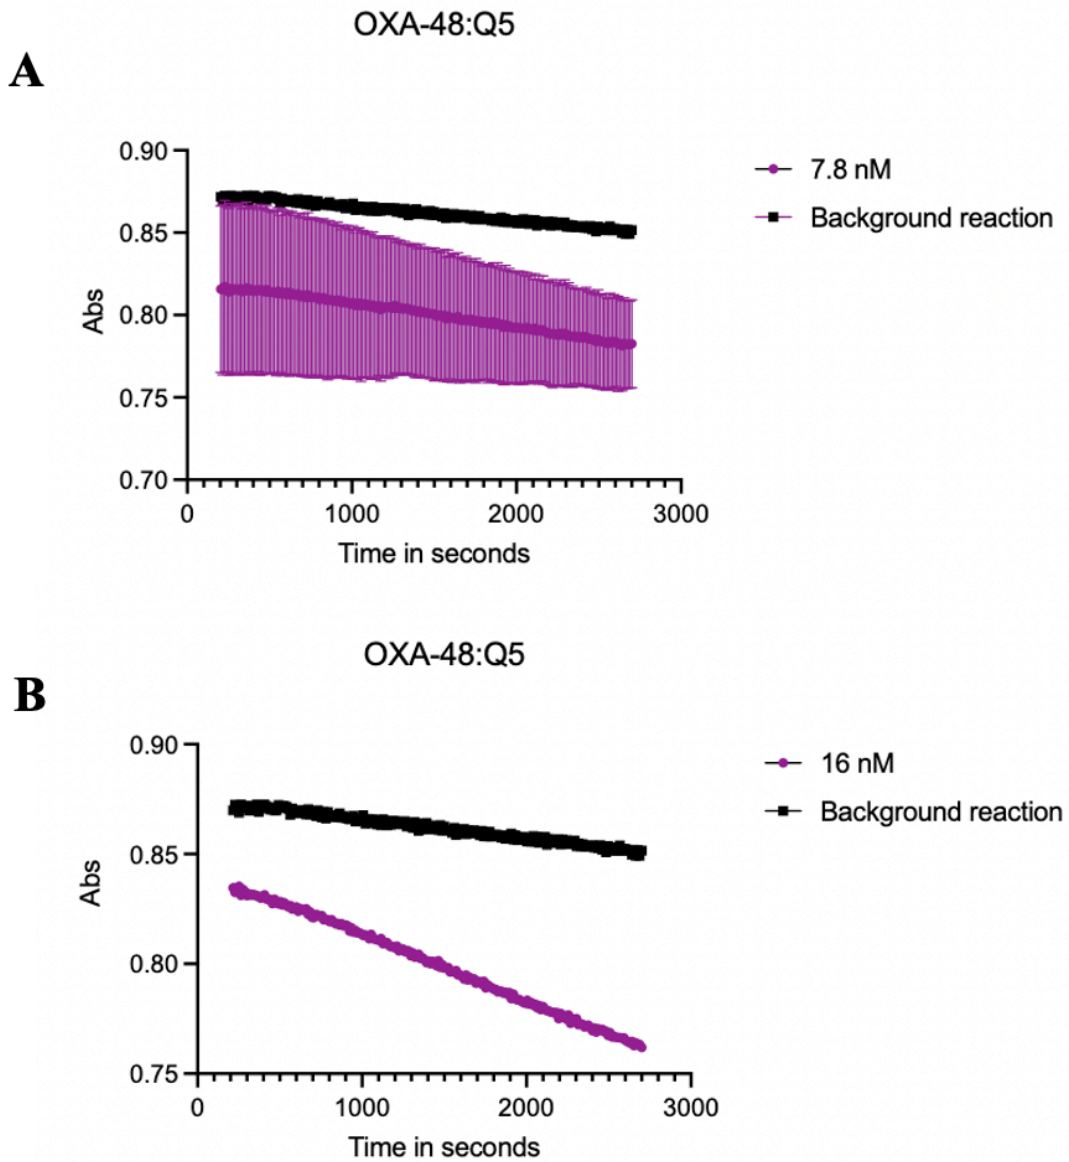 OXA-48:Q5
A
0.90
0.85
0.80
0.75
0.70
Abs
0 1000 2000 3000
Time in seconds
7.8 nM
Background reaction
OXA-48:Q5
B
0.90
0.85
0.80
0.75
Abs
0 1000 2000 3000
Time in seconds
16 nM
Background reaction